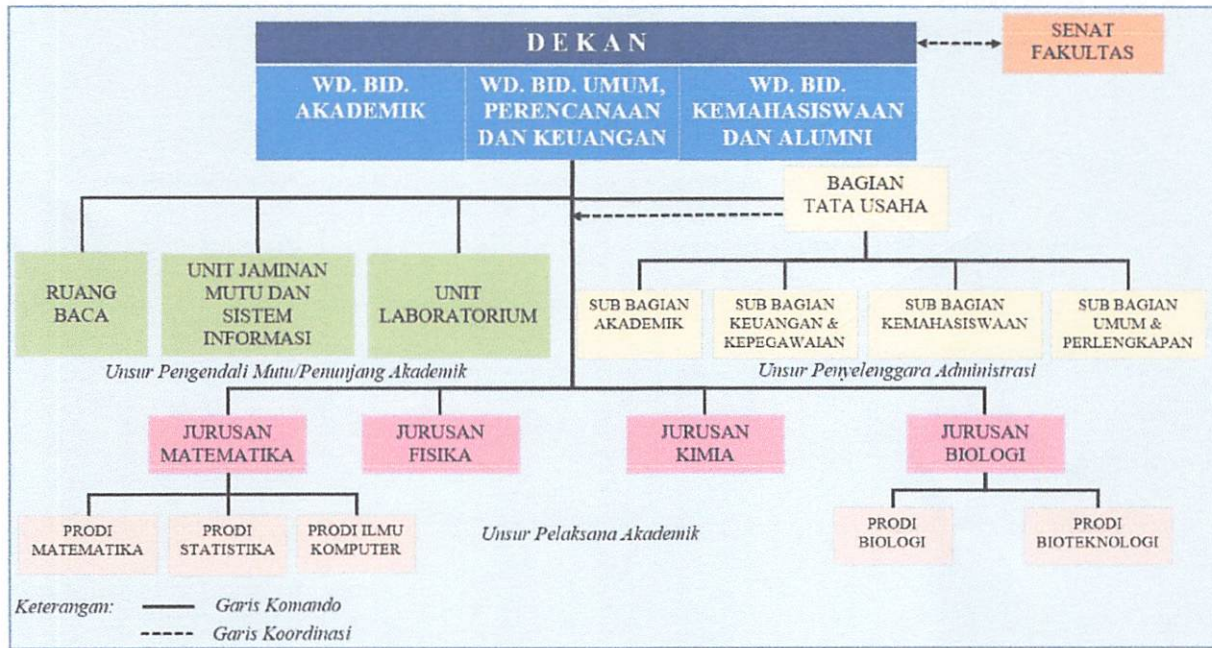 DEKAN
SENAT
FAKULTAS
WD. BID.
AKADEMIK
WD. BID. UMUM,
PERENCANAAN
DAN KEUANGAN
WD. BID.
KEMAHASISWAAN
DAN ALUMNI
BAGIAN
TATA USAHA
RUANG
BACA
UNIT JAMINAN
MUTU DAN
SISTEM
INFORMASI
UNIT
LABORATORIUM
SUB BAGIAN
AKADEMIK
SUB BAGIAN
KEUANGAN &
KEPEGAWAIAN
SUB BAGIAN
KEMAHASISWAAN
SUB BAGIAN
UMUM &
PERLENGKAPAN
Unsur Pengendali Mutu/Penunjang Akademik
Unsur Penyelenggara Administrasi
JURUSAN
MATEMATIKA
JURUSAN
FISIKA
JURUSAN
KIMIA
JURUSAN
BIOLOGI
PRODI
MATEMATIKA
PRODI
STATISTIKA
PRODI ILMU
KOMPUTER
Unsur Pelaksana Akademik
PRODI
BIOLOGI
PRODI
BIOTEKNOLOGI
Keterangan:
Garis Komando
Garis Koordinasi